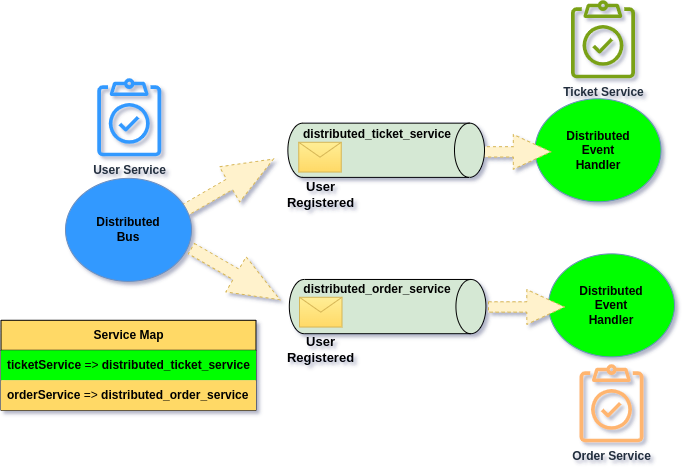 Ticket Service
distributed_ticket_service
Distributed
Event
Handler
User Service
User
Registered
Distributed
Bus
distributed_order_service
Distributed
Event
Handler
User
Registered
Service Map
ticketService => distributed_ticket_service
orderService => distributed_order_service
Order Service